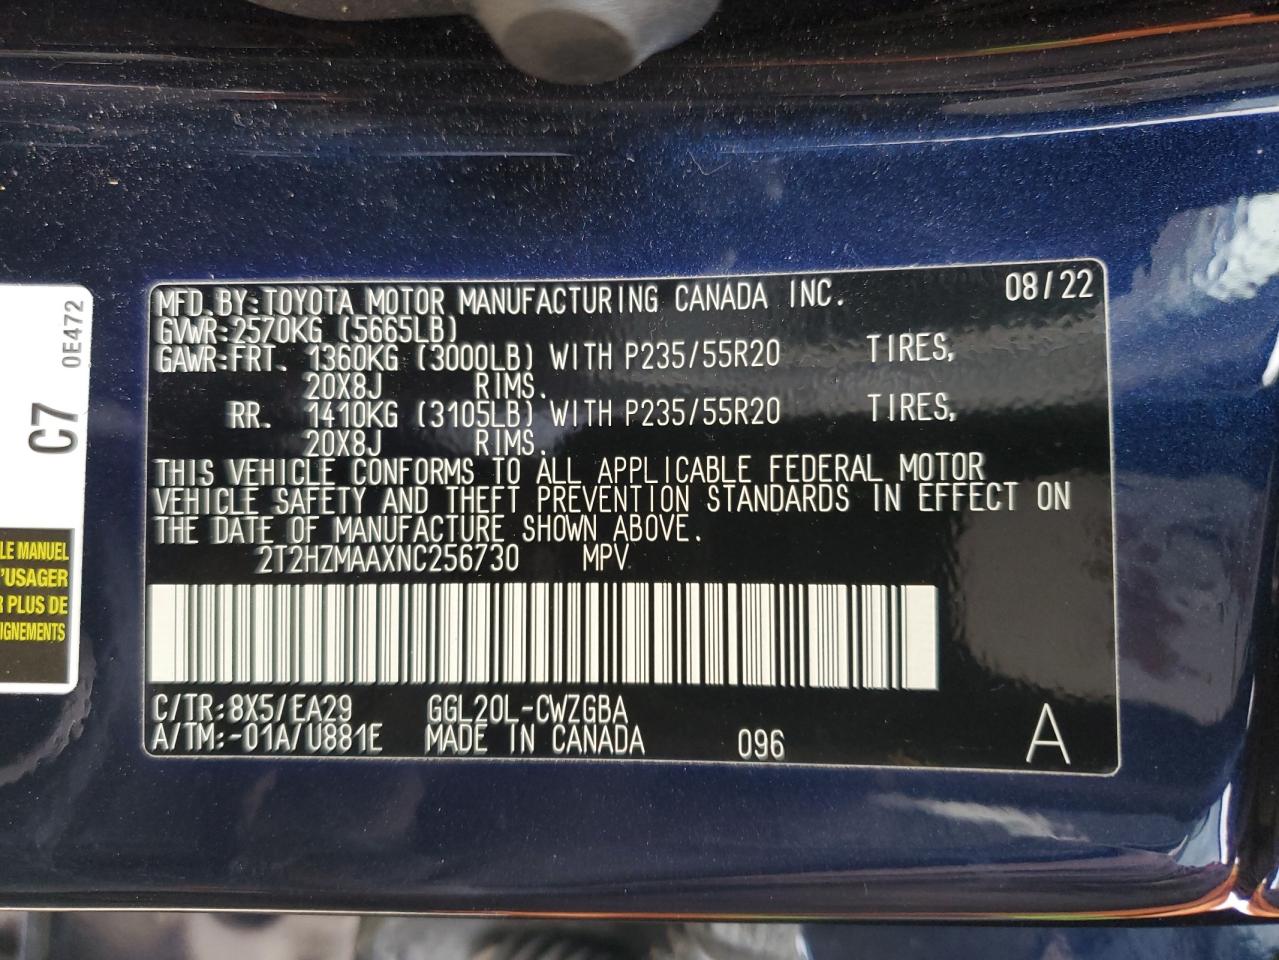 MFD.BY:TOYOTA MOTOR MANUFACTURING CANADA INC. 08/22
GVWR:2570KG (5665LB)
GAWR:FRT. 1360KG (3000LB) WITH P235/55R20 TIRES,
20X8J RIMS.
RR. 1410KG (3105LB) WITH P235/55R20 TIRES,
20X8J RIMS.
THIS VEHICLE CONFORMS TO ALL APPLICABLE FEDERAL MOTOR
VEHICLE SAFETY AND THEFT PREVENTION STANDARDS IN EFFECT ON
THE DATE OF MANUFACTURE SHOWN ABOVE.
2T2HZMAAXNC256730 MPV
C/TR:8X5/EA29 GGL20L-CWZGBA
A/TM:-01A/U881E MADE IN CANADA 096 A
C7 0E472
LE MANUEL
'USAGER
R PLUS DE
IGNEMENTS